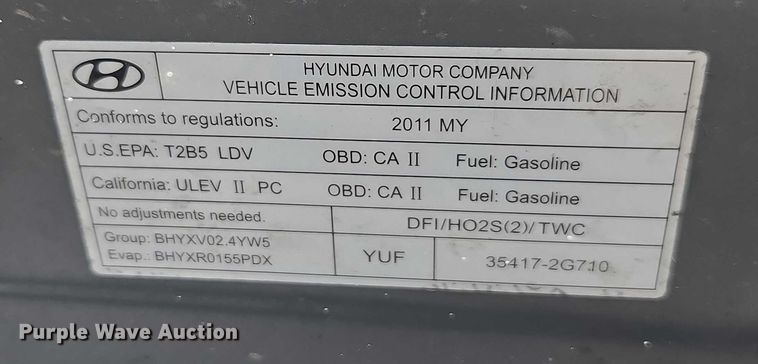 HYUNDAI MOTOR COMPANY
VEHICLE EMISSION CONTROL INFORMATION
Conforms to regulations: 2011 MY
U.S.EPA: T2B5 LDV OBD: CA II Fuel: Gasoline
California: ULEV II PC OBD: CA II Fuel: Gasoline
No adjustments needed. DFI/HO2S(2)/TWC
Group: BHYXV02.4YW5
Evap.: BHYXR0155PDX
YUF 35417-2G710
Purple Wave Auction